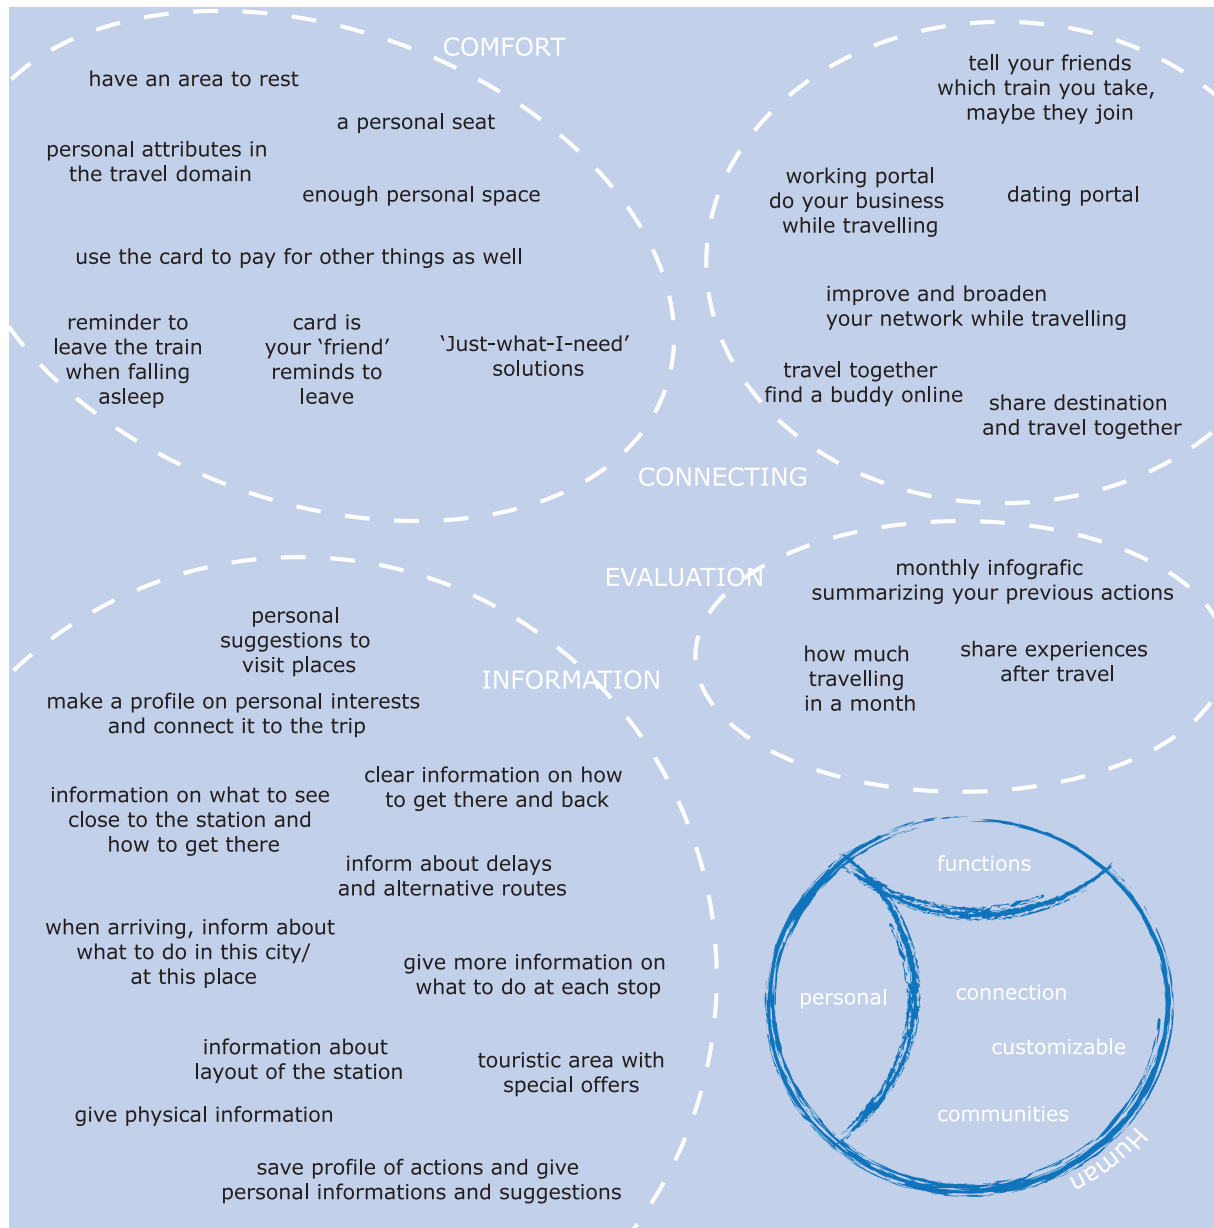 COMFORT
have an area to rest
a personal seat
personal attributes in
the travel domain
enough personal space
use the card to pay for other things as well
reminder to
leave the train
when falling
asleep
card is
your ‘friend’
reminds to
leave
‘Just-what-I-need’
solutions
tell your friends
which train you take,
maybe they join
working portal
do your business
while travelling
dating portal
improve and broaden
your network while travelling
travel together
find a buddy online
share destination
and travel together
CONNECTING
EVALUATION
monthly infografic
summarizing your previous actions
how much
travelling
in a month
share experiences
after travel
INFORMATION
personal
suggestions to
visit places
make a profile on personal interests
and connect it to the trip
clear information on how
to get there and back
information on what to see
close to the station and
how to get there
inform about delays
and alternative routes
when arriving, inform about
what to do in this city/
at this place
give more information on
what to do at each stop
information about
layout of the station
touristic area with
special offers
give physical information
save profile of actions and give
personal informations and suggestions
functions
personal
connection
customizable
communities
Human